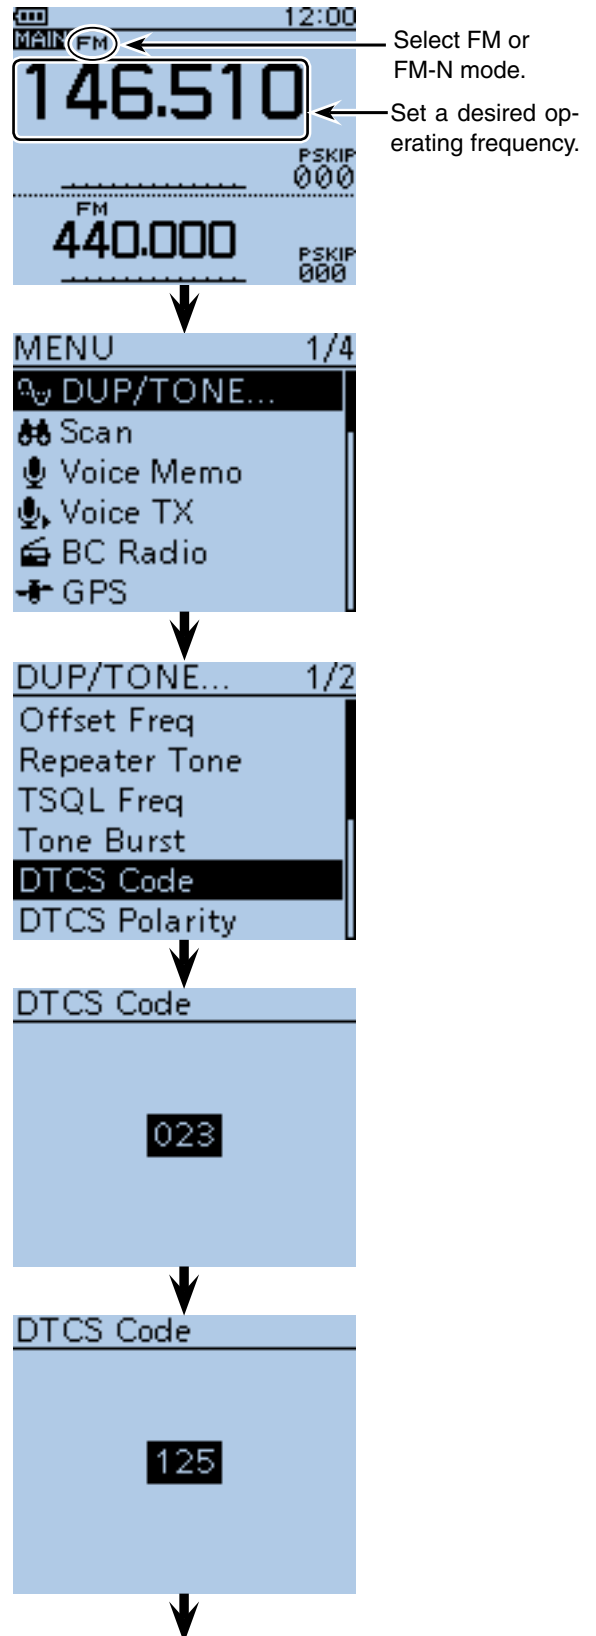 12:00
MAIN FM
Select FM or
FM-N mode.
146.510
Set a desired op-
erating frequency.
PSKIP
000
FM
440.000
PSKIP
000
MENU 1/4
DUP/TONE...
Scan
Voice Memo
Voice TX
BC Radio
GPS
DUP/TONE... 1/2
Offset Freq
Repeater Tone
TSQL Freq
Tone Burst
DTCS Code
DTCS Polarity
DTCS Code
023
DTCS Code
125